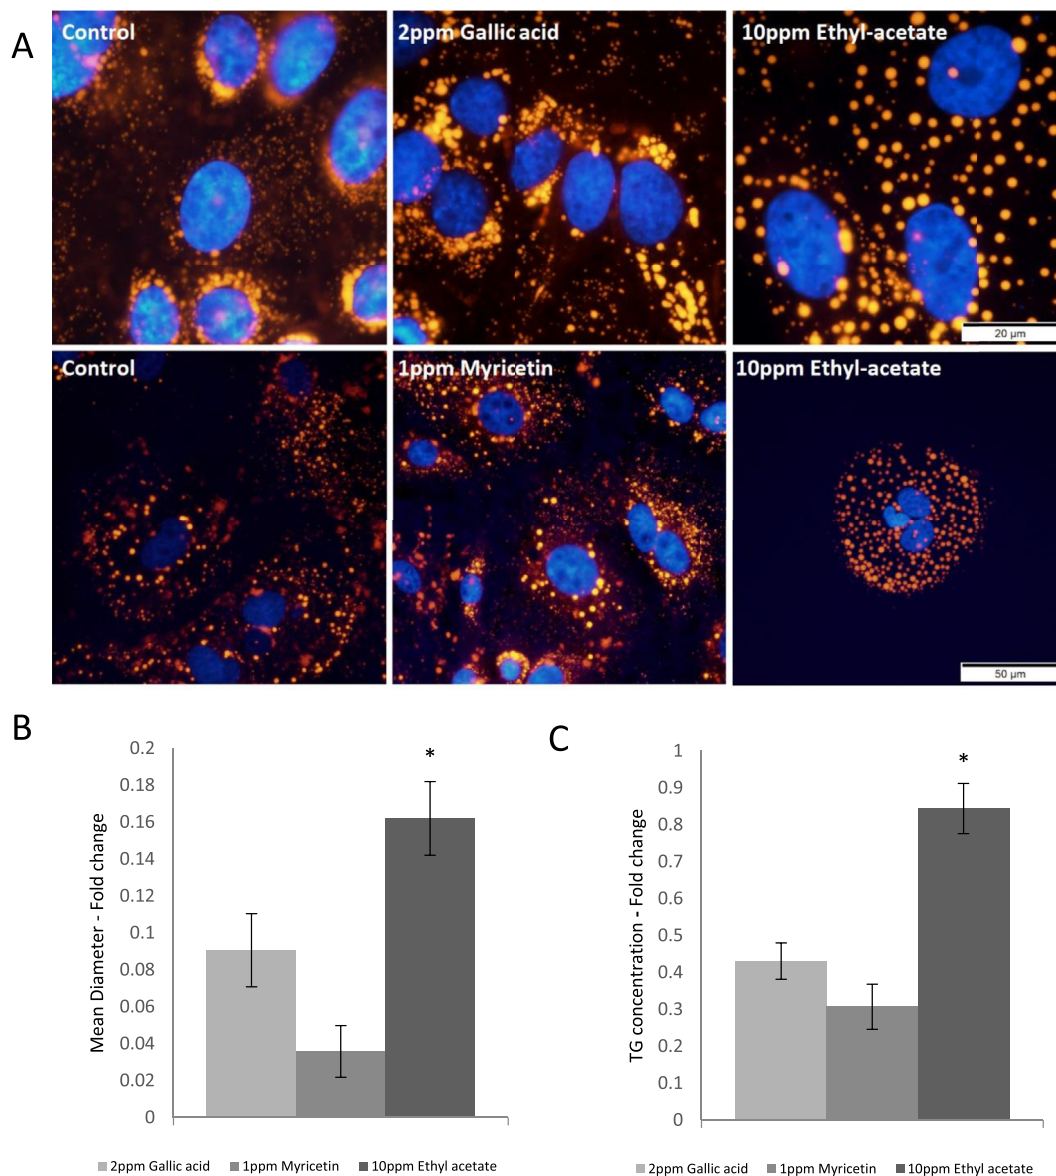 A
Control
2ppm Gallic acid
10ppm Ethyl-acetate
20 µm
Control
1ppm Myricetin
10ppm Ethyl-acetate
50 µm
B
Mean Diameter - Fold change
0.2
0.18
0.16
0.14
0.12
0.1
0.08
0.06
0.04
0.02
0
*
2ppm Gallic acid
1ppm Myricetin
10ppm Ethyl acetate
C
TG concentration - Fold change
1
0.9
0.8
0.7
0.6
0.5
0.4
0.3
0.2
0.1
0
*
2ppm Gallic acid
1ppm Myricetin
10ppm Ethyl acetate